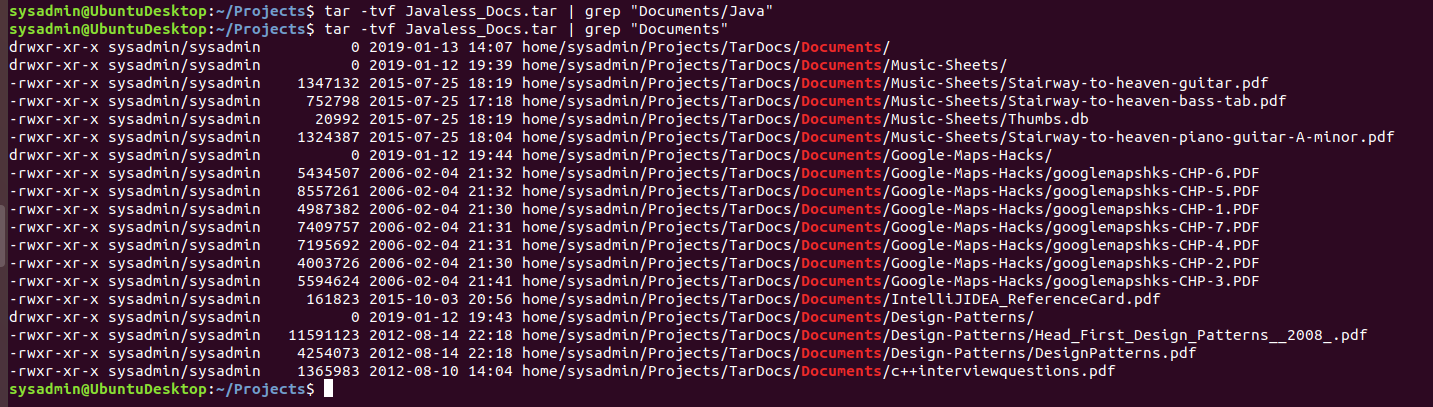 sysadmin@UbuntuDesktop:~/Projects$ tar -tvf Javaless_Docs.tar | grep "Documents/Java"
sysadmin@UbuntuDesktop:~/Projects$ tar -tvf Javaless_Docs.tar | grep "Documents"
drwxr-xr-x sysadmin/sysadmin 0 2019-01-13 14:07 home/sysadmin/Projects/TarDocs/Documents/
drwxr-xr-x sysadmin/sysadmin 0 2019-01-12 19:39 home/sysadmin/Projects/TarDocs/Documents/Music-Sheets/
-rwxr-xr-x sysadmin/sysadmin 1347132 2015-07-25 18:19 home/sysadmin/Projects/TarDocs/Documents/Music-Sheets/Stairway-to-heaven-guitar.pdf
-rwxr-xr-x sysadmin/sysadmin 752798 2015-07-25 17:18 home/sysadmin/Projects/TarDocs/Documents/Music-Sheets/Stairway-to-heaven-bass-tab.pdf
-rwxr-xr-x sysadmin/sysadmin 20992 2015-07-25 18:19 home/sysadmin/Projects/TarDocs/Documents/Music-Sheets/Thumbs.db
-rwxr-xr-x sysadmin/sysadmin 1324387 2015-07-25 18:04 home/sysadmin/Projects/TarDocs/Documents/Music-Sheets/Stairway-to-heaven-piano-guitar-A-minor.pdf
drwxr-xr-x sysadmin/sysadmin 0 2019-01-12 19:44 home/sysadmin/Projects/TarDocs/Documents/Google-Maps-Hacks/
-rwxr-xr-x sysadmin/sysadmin 5434507 2006-02-04 21:32 home/sysadmin/Projects/TarDocs/Documents/Google-Maps-Hacks/googlemapshks-CHP-6.PDF
-rwxr-xr-x sysadmin/sysadmin 8557261 2006-02-04 21:32 home/sysadmin/Projects/TarDocs/Documents/Google-Maps-Hacks/googlemapshks-CHP-5.PDF
-rwxr-xr-x sysadmin/sysadmin 4987382 2006-02-04 21:30 home/sysadmin/Projects/TarDocs/Documents/Google-Maps-Hacks/googlemapshks-CHP-1.PDF
-rwxr-xr-x sysadmin/sysadmin 7409757 2006-02-04 21:31 home/sysadmin/Projects/TarDocs/Documents/Google-Maps-Hacks/googlemapshks-CHP-7.PDF
-rwxr-xr-x sysadmin/sysadmin 7195692 2006-02-04 21:31 home/sysadmin/Projects/TarDocs/Documents/Google-Maps-Hacks/googlemapshks-CHP-4.PDF
-rwxr-xr-x sysadmin/sysadmin 4003726 2006-02-04 21:30 home/sysadmin/Projects/TarDocs/Documents/Google-Maps-Hacks/googlemapshks-CHP-2.PDF
-rwxr-xr-x sysadmin/sysadmin 5594624 2006-02-04 21:41 home/sysadmin/Projects/TarDocs/Documents/Google-Maps-Hacks/googlemapshks-CHP-3.PDF
-rwxr-xr-x sysadmin/sysadmin 161823 2015-10-03 20:56 home/sysadmin/Projects/TarDocs/Documents/IntelliJIDEA_ReferenceCard.pdf
drwxr-xr-x sysadmin/sysadmin 0 2019-01-12 19:43 home/sysadmin/Projects/TarDocs/Documents/Design-Patterns/
-rwxr-xr-x sysadmin/sysadmin 11591123 2012-08-14 22:18 home/sysadmin/Projects/TarDocs/Documents/Design-Patterns/Head_First_Design_Patterns__2008_.pdf
-rwxr-xr-x sysadmin/sysadmin 4254073 2012-08-14 22:18 home/sysadmin/Projects/TarDocs/Documents/Design-Patterns/DesignPatterns.pdf
-rwxr-xr-x sysadmin/sysadmin 1365983 2012-08-10 14:04 home/sysadmin/Projects/TarDocs/Documents/c++interviewquestions.pdf
sysadmin@UbuntuDesktop:~/Projects$